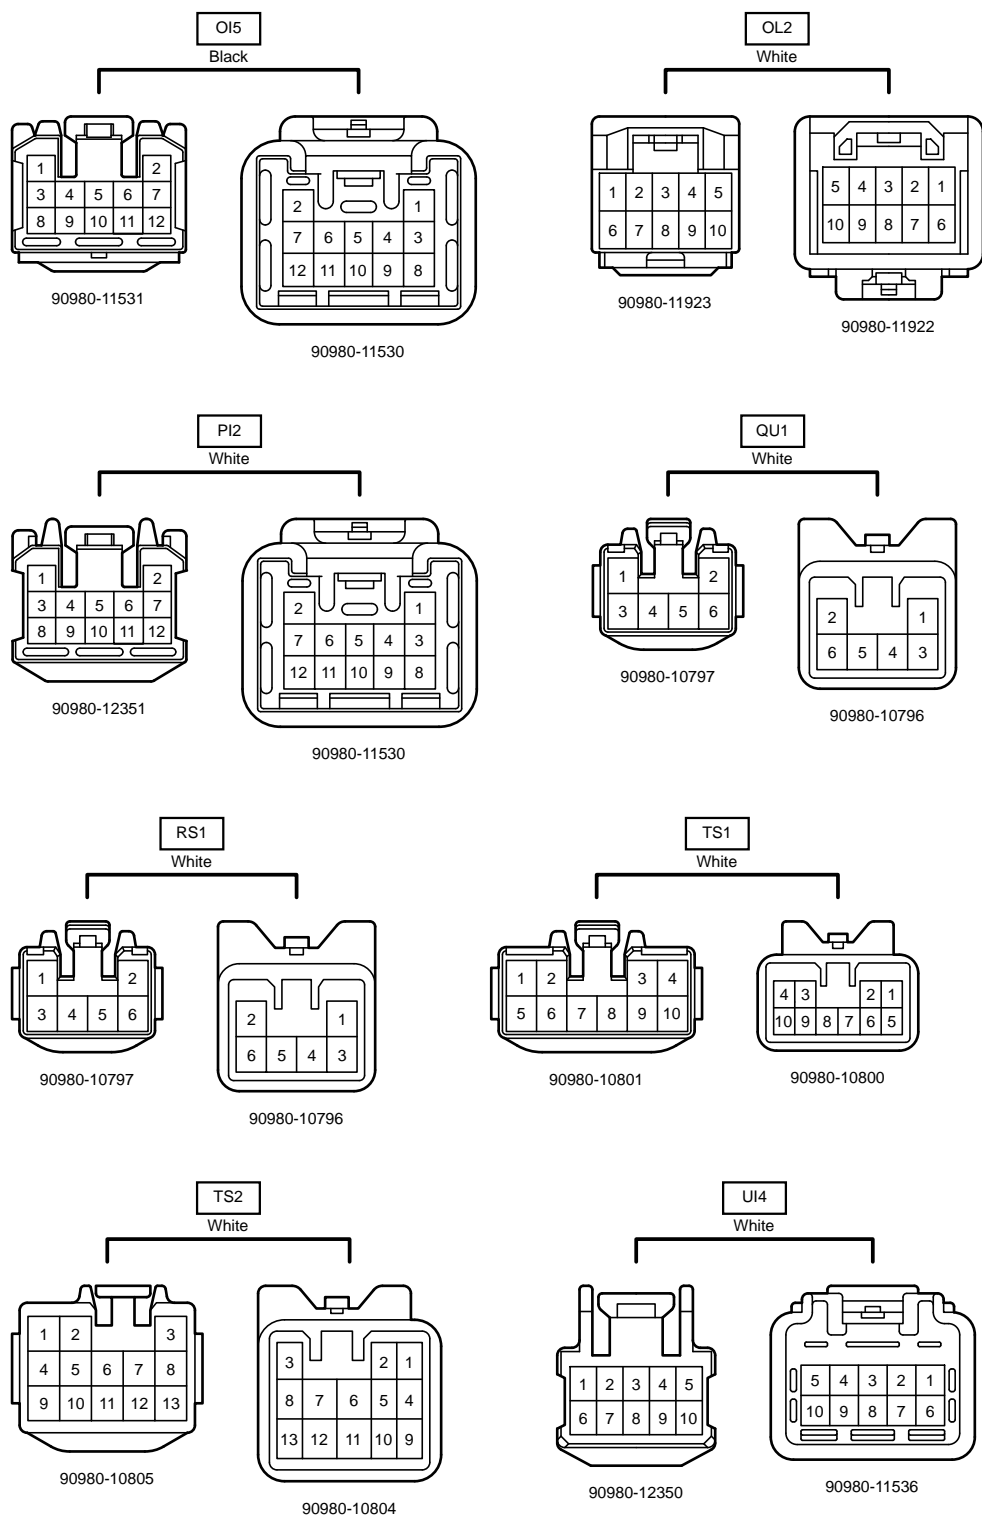 OI5
Black
1 2
3 4 5 6 7
8 9 10 11 12
90980-11531
2 1
7 6 5 4 3
12 11 10 9 8
90980-11530
OL2
White
1 2 3 4 5
6 7 8 9 10
90980-11923
5 4 3 2 1
10 9 8 7 6
90980-11922
PI2
White
1 2
3 4 5 6 7
8 9 10 11 12
90980-12351
2 1
7 6 5 4 3
12 11 10 9 8
90980-11530
QU1
White
1 2
3 4 5 6
90980-10797
2 1
6 5 4 3
90980-10796
RS1
White
1 2
3 4 5 6
90980-10797
2 1
6 5 4 3
90980-10796
TS1
White
1 2 3 4
5 6 7 8 9 10
90980-10801
4 3 2 1
10 9 8 7 6 5
90980-10800
TS2
White
1 2 3
4 5 6 7 8
9 10 11 12 13
90980-10805
3 2 1
8 7 6 5 4
13 12 11 10 9
90980-10804
UI4
White
1 2 3 4 5
6 7 8 9 10
90980-12350
5 4 3 2 1
10 9 8 7 6
90980-11536